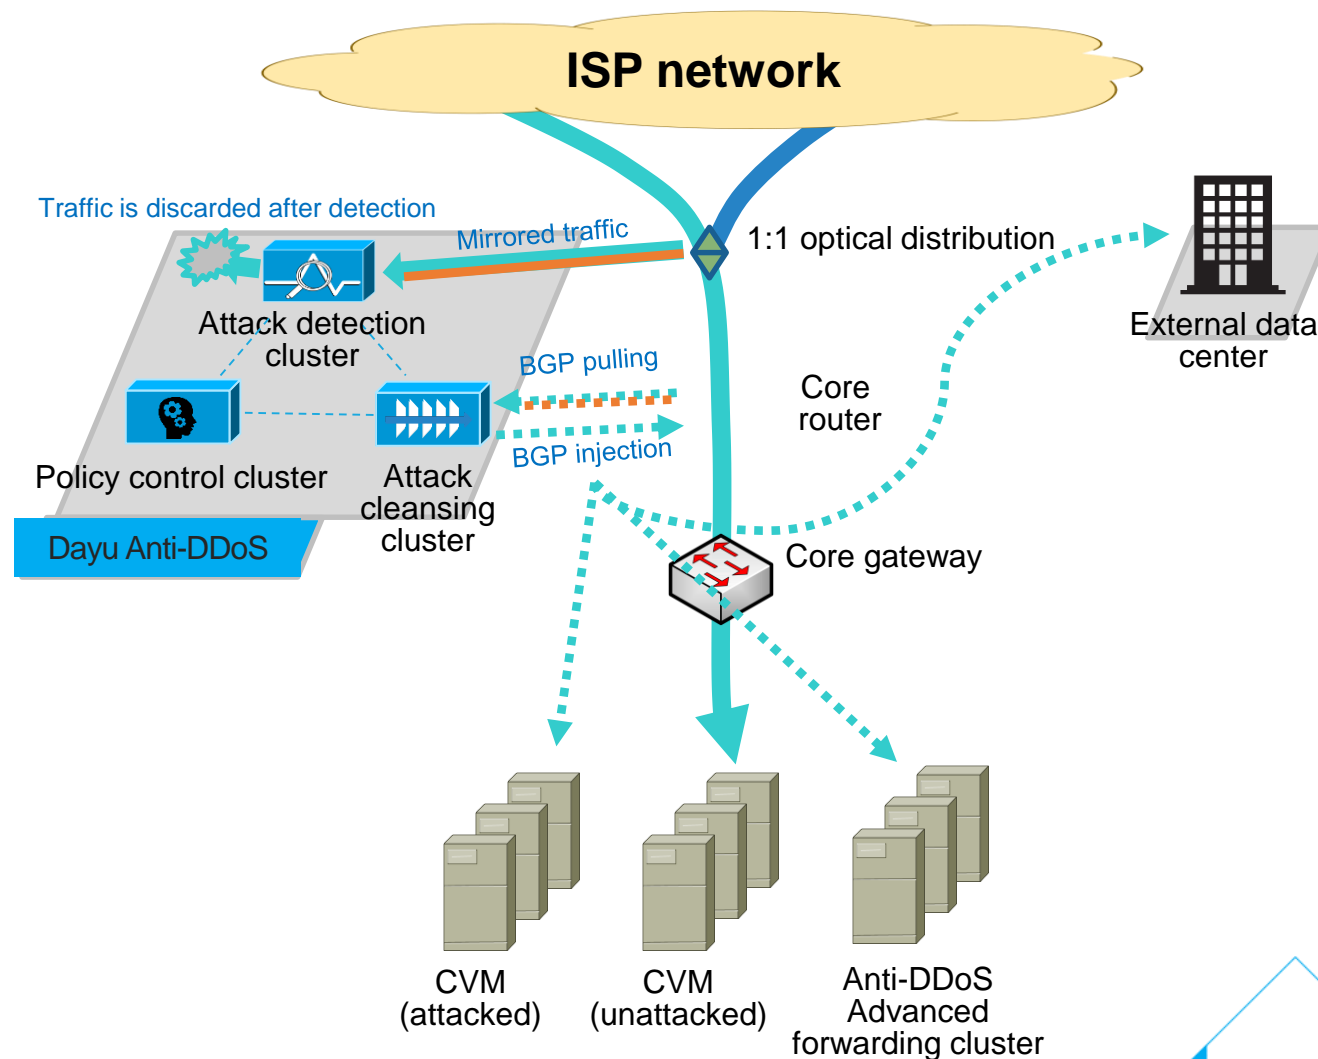 ISP network
Traffic is discarded after detection
Mirrored traffic
1:1 optical distribution
Attack detection
cluster
External data
center
BGP pulling
Core
router
BGP injection
Policy control cluster
Attack
cleansing
cluster
Dayu Anti-DDoS
Core gateway
CVM
(attacked)
CVM
(unattacked)
Anti-DDoS
Advanced
forwarding cluster